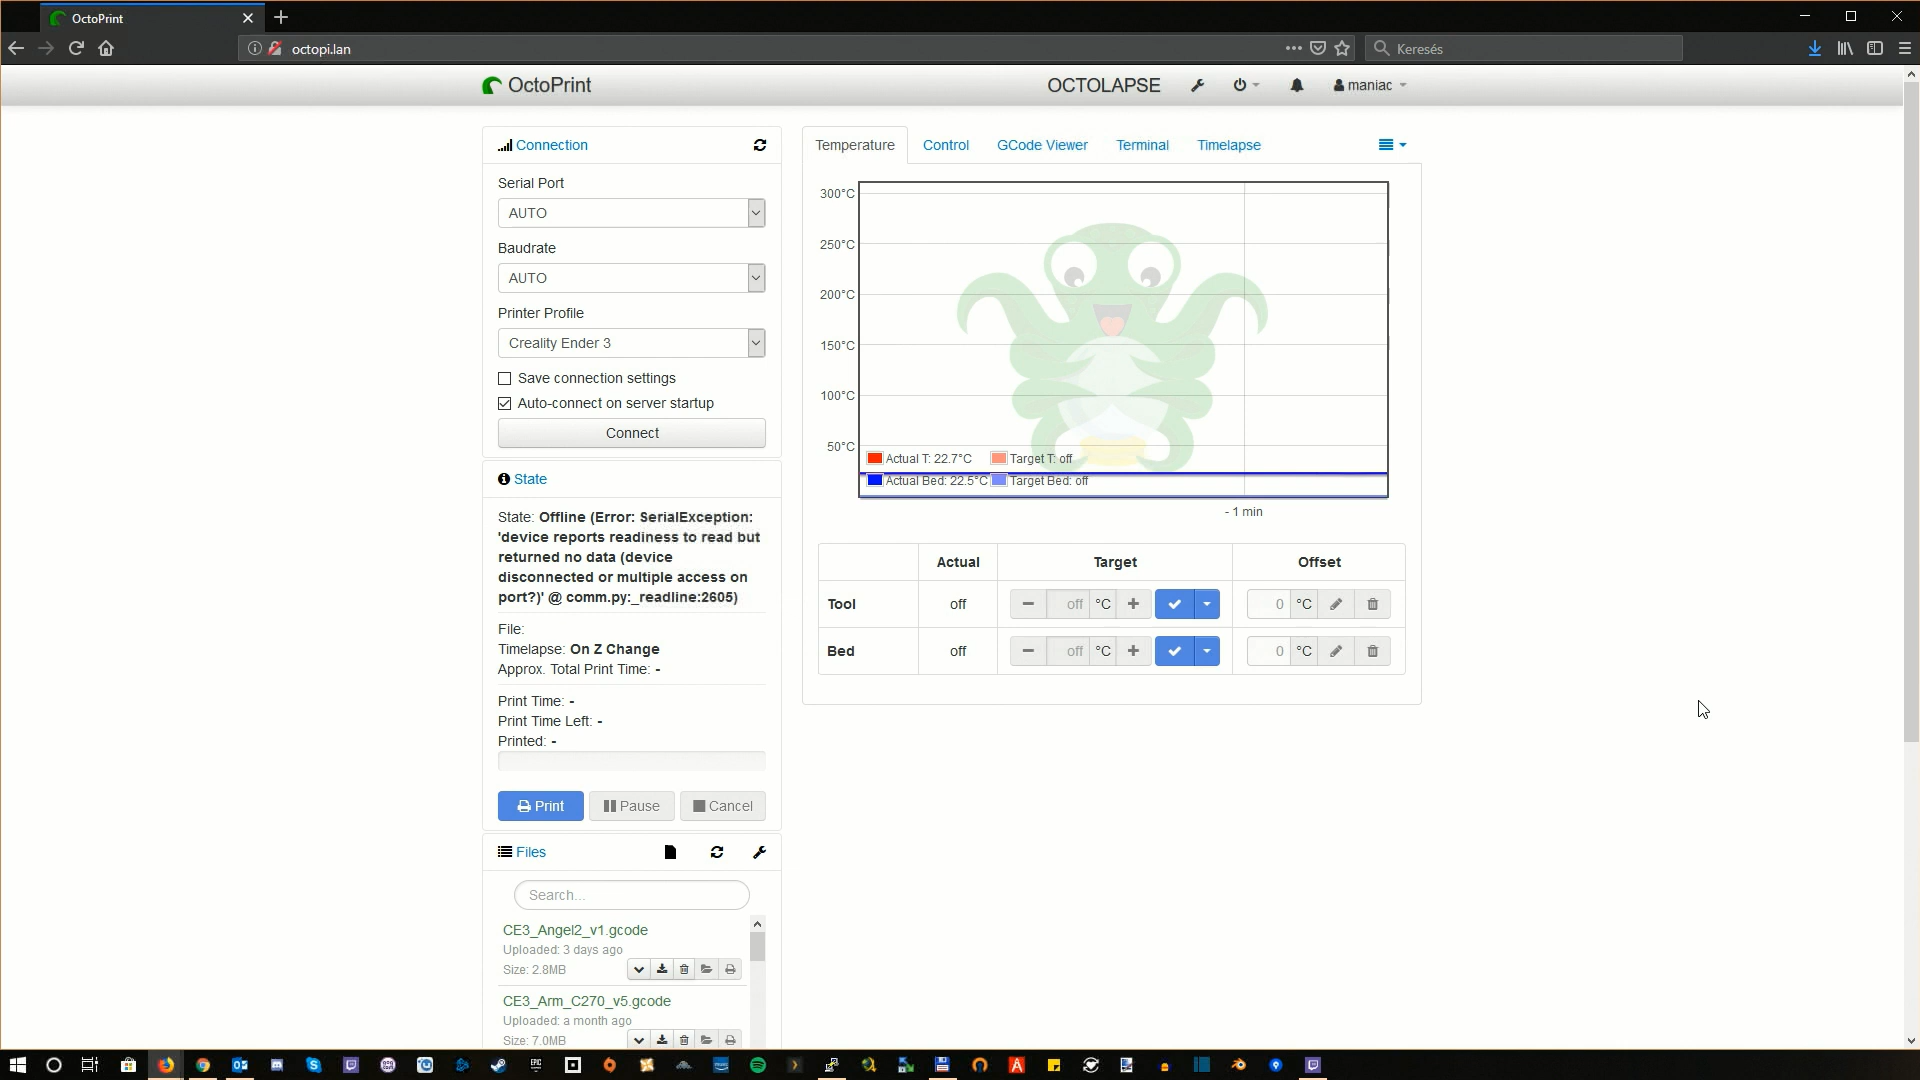 OctoPrint
octopi.lan
Keresés
OctoPrint
OCTOLAPSE
maniac
Connection
Serial Port
AUTO
Baudrate
AUTO
Printer Profile
Creality Ender 3
Save connection settings
Auto-connect on server startup
Connect
State
State: Offline (Error: SerialException:
'device reports readiness to read but
returned no data (device
disconnected or multiple access on
port?)' @ comm.py:_readline:2605)
File:
Timelapse: On Z Change
Approx. Total Print Time: -
Print Time: -
Print Time Left: -
Printed: -
Print
Pause
Cancel
Files
Search...
CE3_Angel2_v1.gcode
Uploaded: 3 days ago
Size: 2.8MB
CE3_Arm_C270_v5.gcode
Uploaded: a month ago
Size: 7.0MB
Temperature
Control
GCode Viewer
Terminal
Timelapse
300°C
250°C
200°C
150°C
100°C
50°C
Actual T: 22.7°C
Target T: off
Actual Bed: 22.5°C
Target Bed: off
- 1 min
Actual
Target
Offset
Tool
off
off °C
0 °C
Bed
off
off °C
0 °C